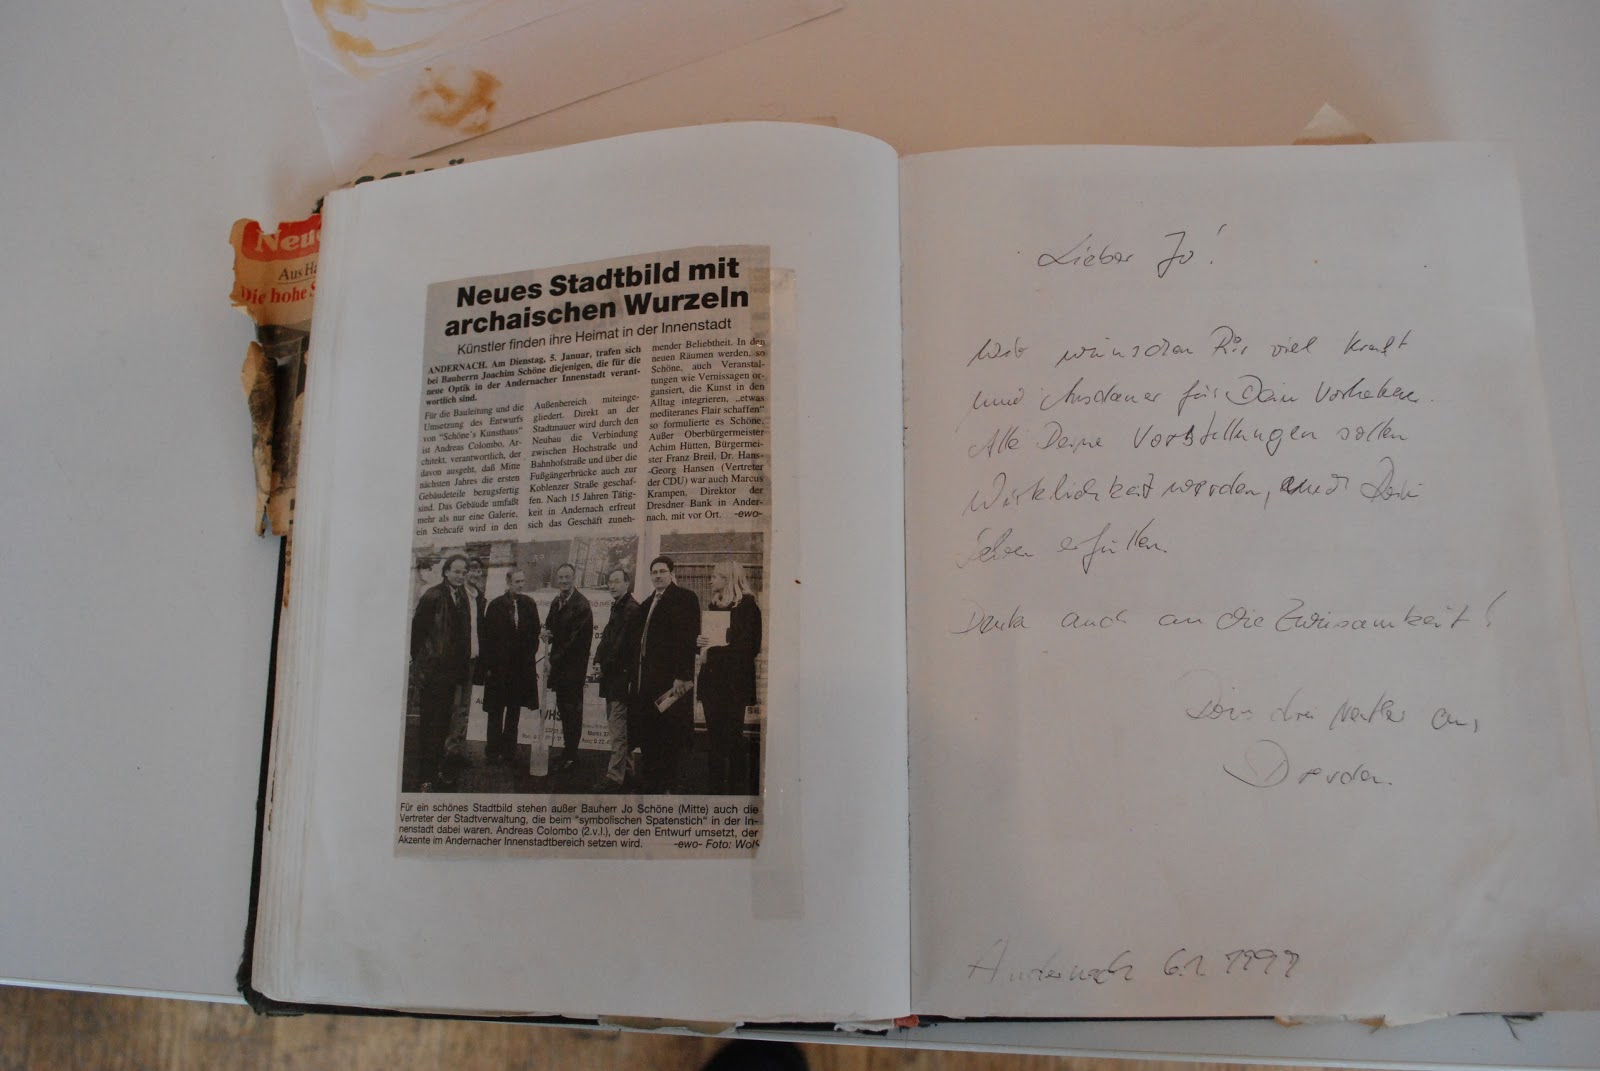 SCHÖ
Neue
Aus Ha
Die hohe S
Neues Stadtbild mit
archaischen Wurzeln
Künstler finden ihre Heimat in der Innenstadt
ANDERNACH. Am Dienstag, 5. Januar, trafen sich
bei Bauherrn Joachim Schöne diejenigen, die für die
neue Optik in der Andernacher Innenstadt verant-
wortlich sind.
Für die Bauleitung und die
Umsetzung des Entwurfs
von "Schöne's Kunsthaus"
ist Andreas Colombo, Ar-
chitekt, verantwortlich, der
davon ausgeht, daß Mitte
nächsten Jahres die ersten
Gebäudeteile bezugsfertig
sind. Das Gebäude umfaßt
mehr als nur eine Galerie,
ein Stehcafé wird in den
Außenbereich miteinge-
gliedert. Direkt an der
Stadtmauer wird durch den
Neubau die Verbindung
zwischen Hochstraße und
Bahnhofstraße und über die
Fußgängerbrücke auch zur
Koblenzer Straße geschaf-
fen. Nach 15 Jahren Tätig-
keit in Andernach erfreut
sich das Geschäft zuneh-
mender Beliebtheit. In den
neuen Räumen werden, so
Schöne, auch Veranstal-
tungen wie Vernissagen or-
gansiert, die Kunst in den
Alltag integrieren, „etwas
mediteranes Flair schaffen"
so formulierte es Schöne.
Außer Oberbürgermeister
Achim Hütten, Bürgermei-
ster Franz Breil, Dr. Hans-
-Georg Hansen (Vertreter
der CDU) war auch Marcus
Krampen, Direktor der
Dresdner Bank in Ander-
nach, mit vor Ort. -ewo-
VHS
Für ein schönes Stadtbild stehen außer Bauherr Jo Schöne (Mitte) auch die
Vertreter der Stadtverwaltung, die beim "symbolischen Spatenstich" in der In-
nenstadt dabei waren. Andreas Colombo (2.v.l.), der den Entwurf umsetzt, der
Akzente im Andernacher Innenstadtbereich setzen wird. -ewo- Foto: Wolf
Lieber Jo!
Wir wünschen Dir viel Kraft
und Ausdauer für Dein Vorhaben.
Alle Deine Vorstellungen sollen
Wirklichkeit werden, und Dein
Leben erfüllen.
Denk auch an die Zweisamkeit!
Andernach 6.1.1999